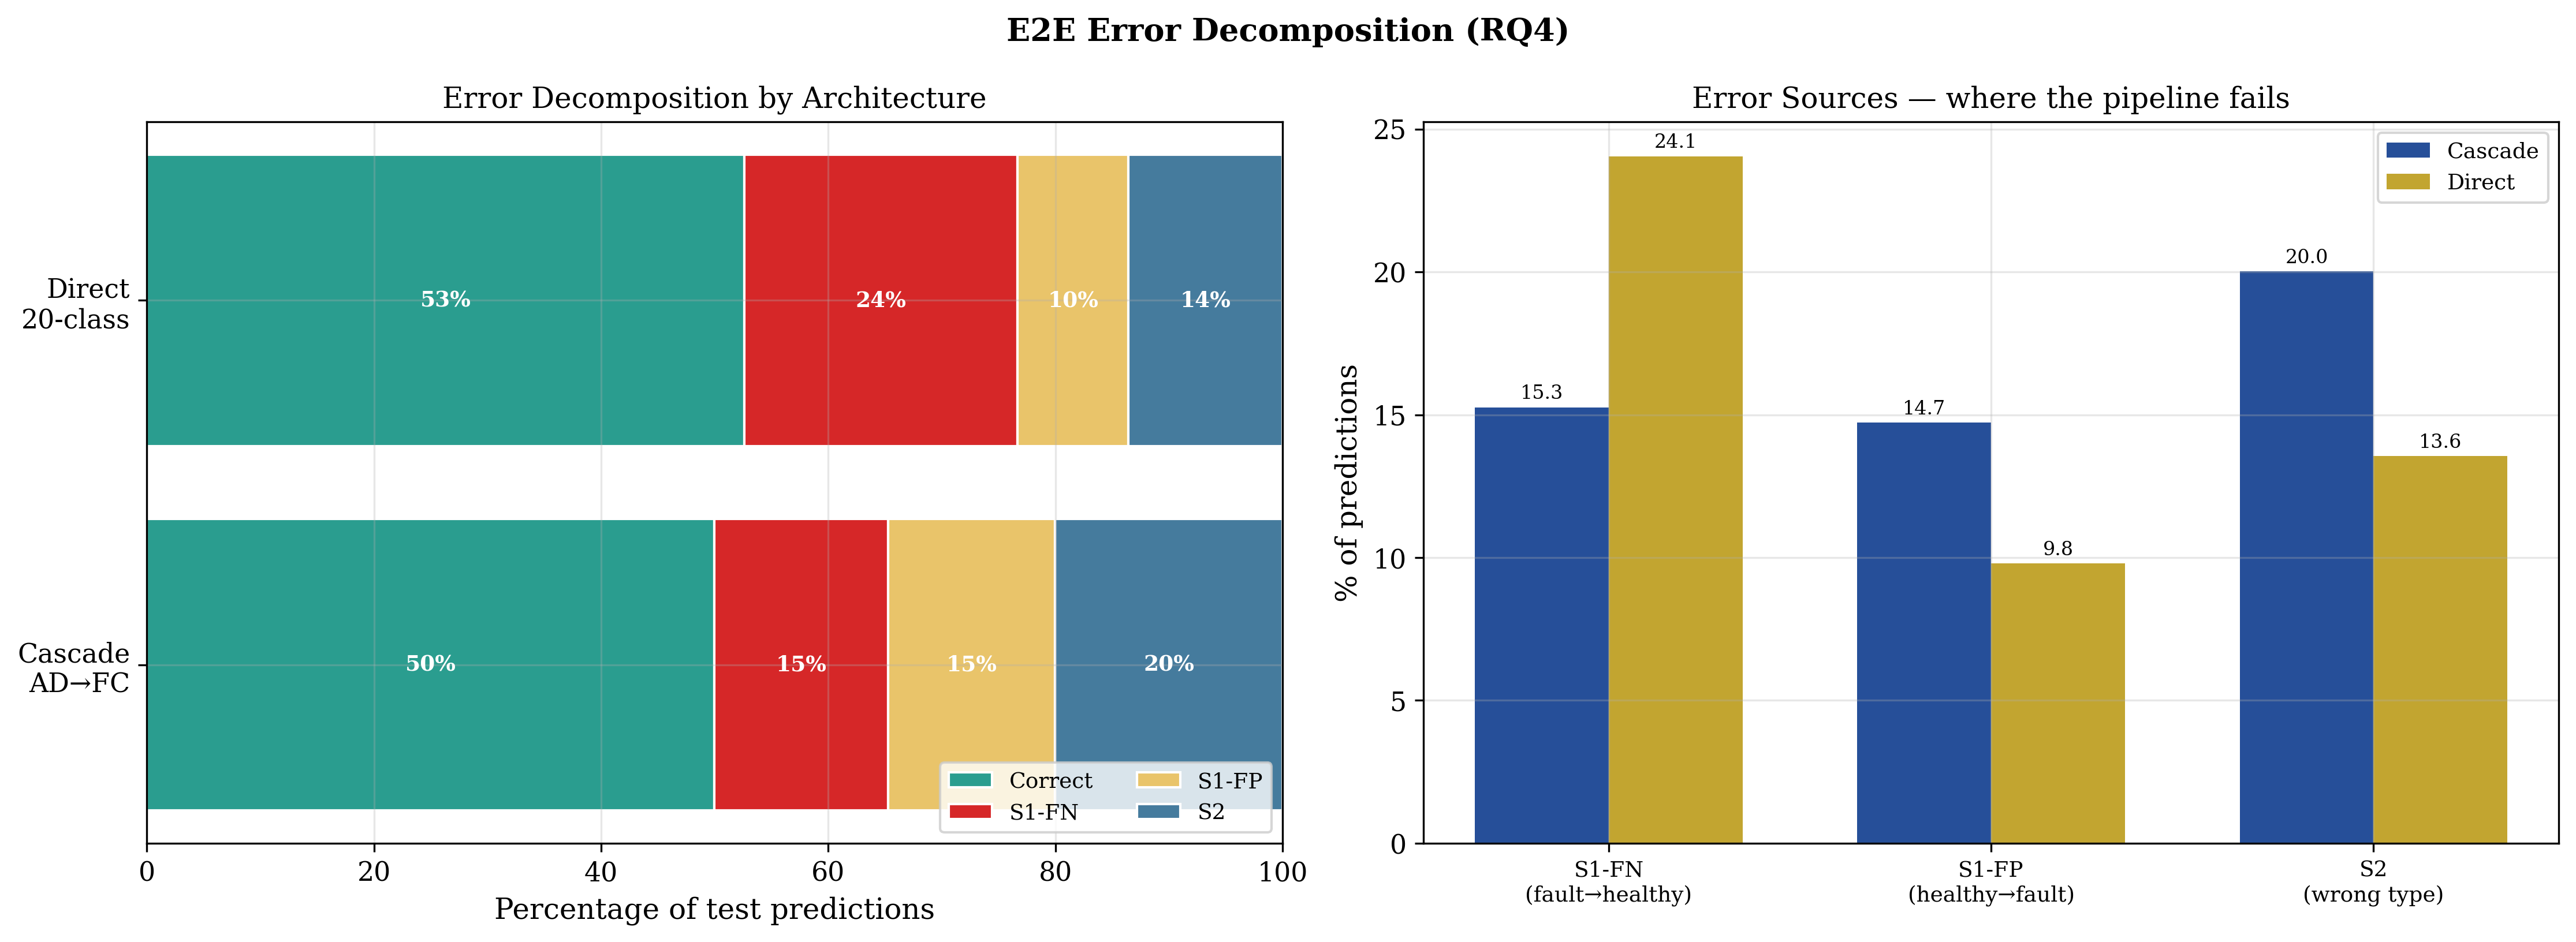 E2E Error Decomposition (RQ4)
Error Decomposition by Architecture
Direct
20-class
53%
24%
10%
14%
Cascade
AD→FC
50%
15%
15%
20%
Correct
S1-FN
S1-FP
S2
0
20
40
60
80
100
Percentage of test predictions
Error Sources — where the pipeline fails
% of predictions
25
20
15
10
5
0
24.1
15.3
14.7
9.8
20.0
13.6
Cascade
Direct
S1-FN
(fault→healthy)
S1-FP
(healthy→fault)
S2
(wrong type)